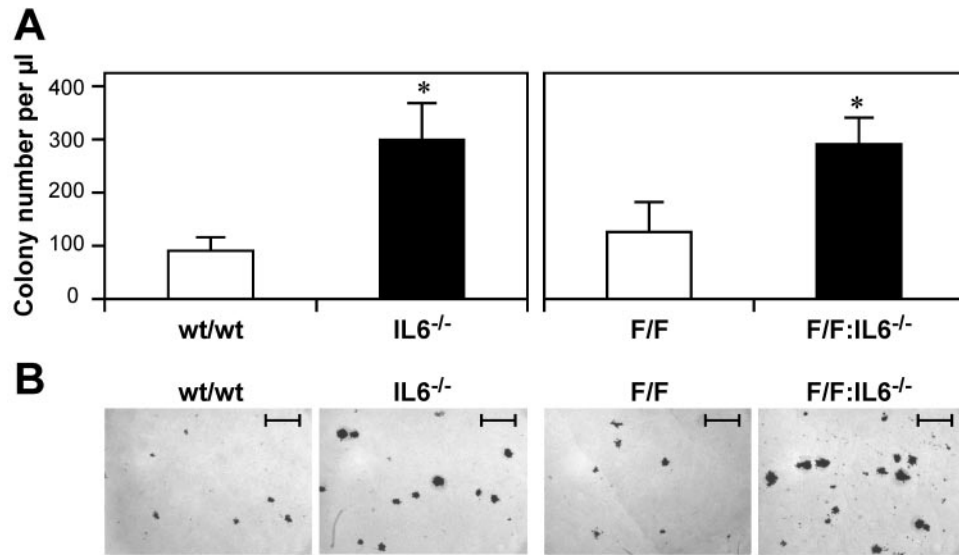 A
Colony number per µl
400
300
200
100
0
* *
wt/wt IL6-/- F/F F/F:IL6-/-
B
wt/wt IL6-/- F/F F/F:IL6-/-